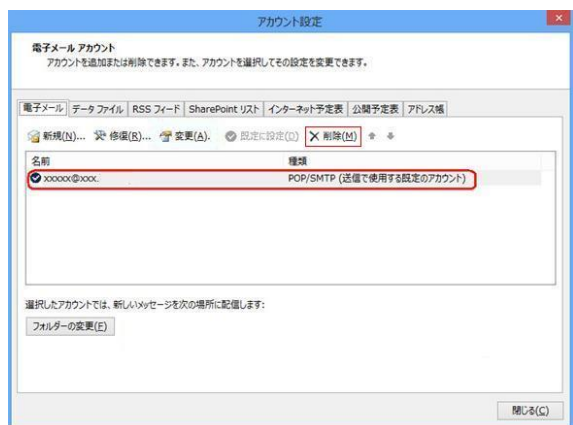 アカウント設定
電子メール アカウント
アカウントを追加または削除できます。また、アカウントを選択してその設定を変更できます。
電子メール データ ファイル RSS フィード SharePoint リスト インターネット予定表 公開予定表 アドレス帳
新規(N)... 修復(R)... 変更(A). 既定に設定(D) 削除(M)
名前 種類
xxxxx@xxx. POP/SMTP (送信で使用する既定のアカウント)
選択したアカウントでは、新しいメッセージを次の場所に配信します:
フォルダーの変更(F)
閉じる(C)